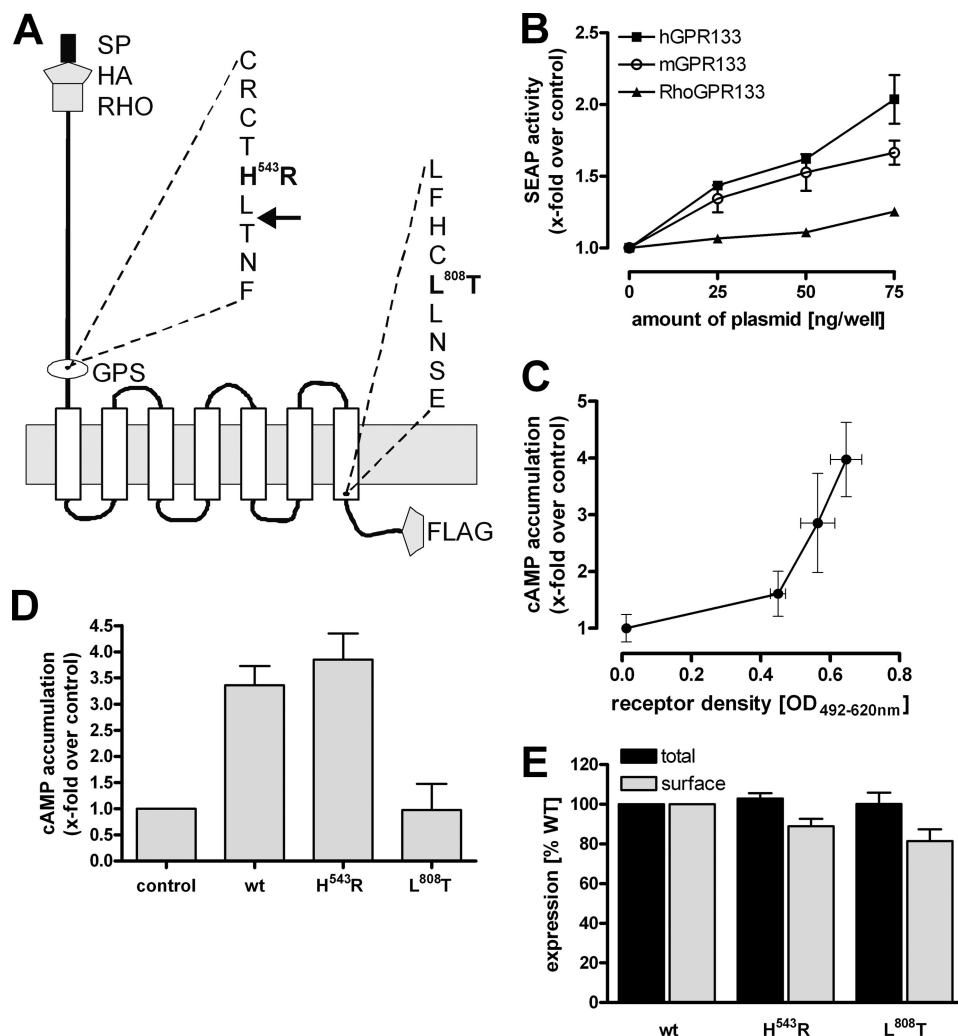 A
SP
HA
RHO
C
R
C
T
H⁵⁴³R
L
T
N
F
GPS
L
F
H
C
L⁸⁰⁸T
L
N
S
E
FLAG
B
hGPR133
mGPR133
RhoGPR133
SEAP activity
(x-fold over control)
2.5
2.0
1.5
1.0
0 25 50 75
amount of plasmid [ng/well]
C
cAMP accumulation
(x-fold over control)
5
4
3
2
1
0.0 0.2 0.4 0.6 0.8
receptor density [OD₄₉₂₋₆₂₀nm]
D
cAMP accumulation
(x-fold over control)
4.5
4.0
3.5
3.0
2.5
2.0
1.5
1.0
0.5
0.0
control wt H⁵⁴³R L⁸⁰⁸T
E
total
surface
expression [% WT]
120
100
80
60
40
20
0
wt H⁵⁴³R L⁸⁰⁸T